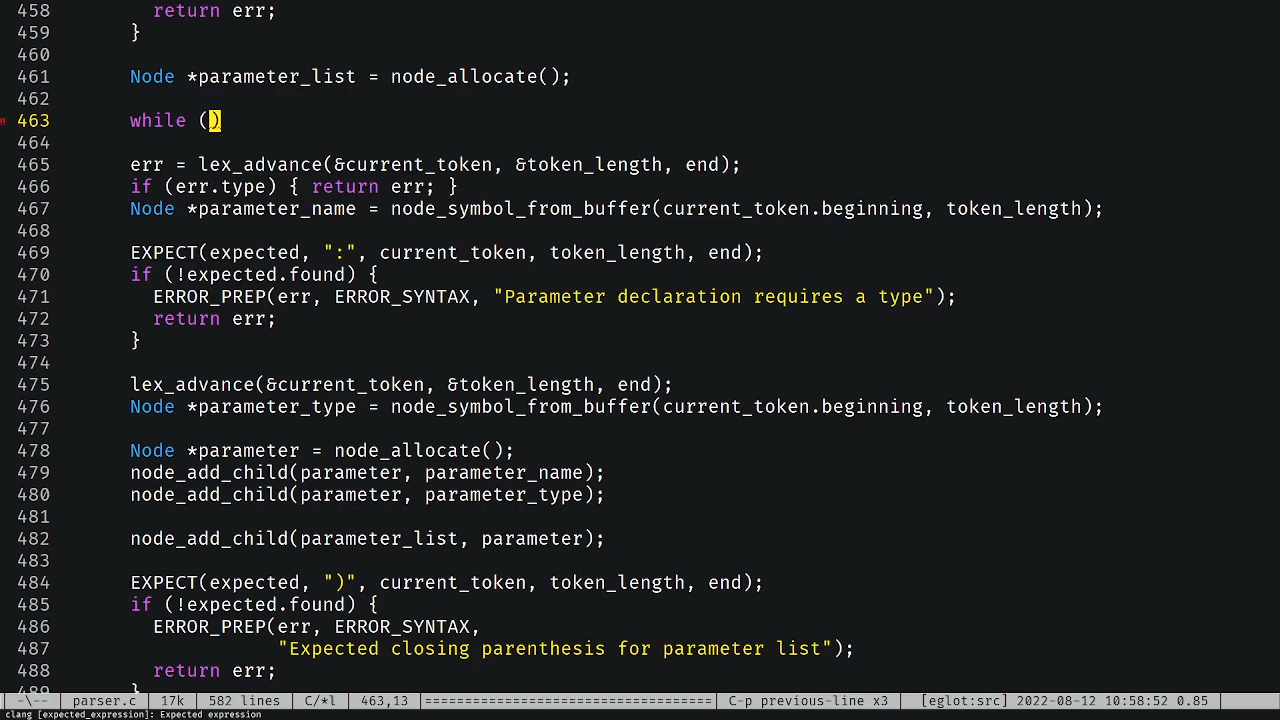 458         return err;
459       }
460
461       Node *parameter_list = node_allocate();
462
463       while ()
464
465       err = lex_advance(&current_token, &token_length, end);
466       if (err.type) { return err; }
467       Node *parameter_name = node_symbol_from_buffer(current_token.beginning, token_length);
468
469       EXPECT(expected, ":", current_token, token_length, end);
470       if (!expected.found) {
471         ERROR_PREP(err, ERROR_SYNTAX, "Parameter declaration requires a type");
472         return err;
473       }
474
475       lex_advance(&current_token, &token_length, end);
476       Node *parameter_type = node_symbol_from_buffer(current_token.beginning, token_length);
477
478       Node *parameter = node_allocate();
479       node_add_child(parameter, parameter_name);
480       node_add_child(parameter, parameter_type);
481
482       node_add_child(parameter_list, parameter);
483
484       EXPECT(expected, ")", current_token, token_length, end);
485       if (!expected.found) {
486         ERROR_PREP(err, ERROR_SYNTAX,
487                    "Expected closing parenthesis for parameter list");
488         return err;
489       }
-\-- parser.c 17k 582 lines C/*l 463,13 ================================= C-p previous-line x3 [eglot:src] 2022-08-12 10:58:52 0.85
clang [expected_expression]: Expected expression